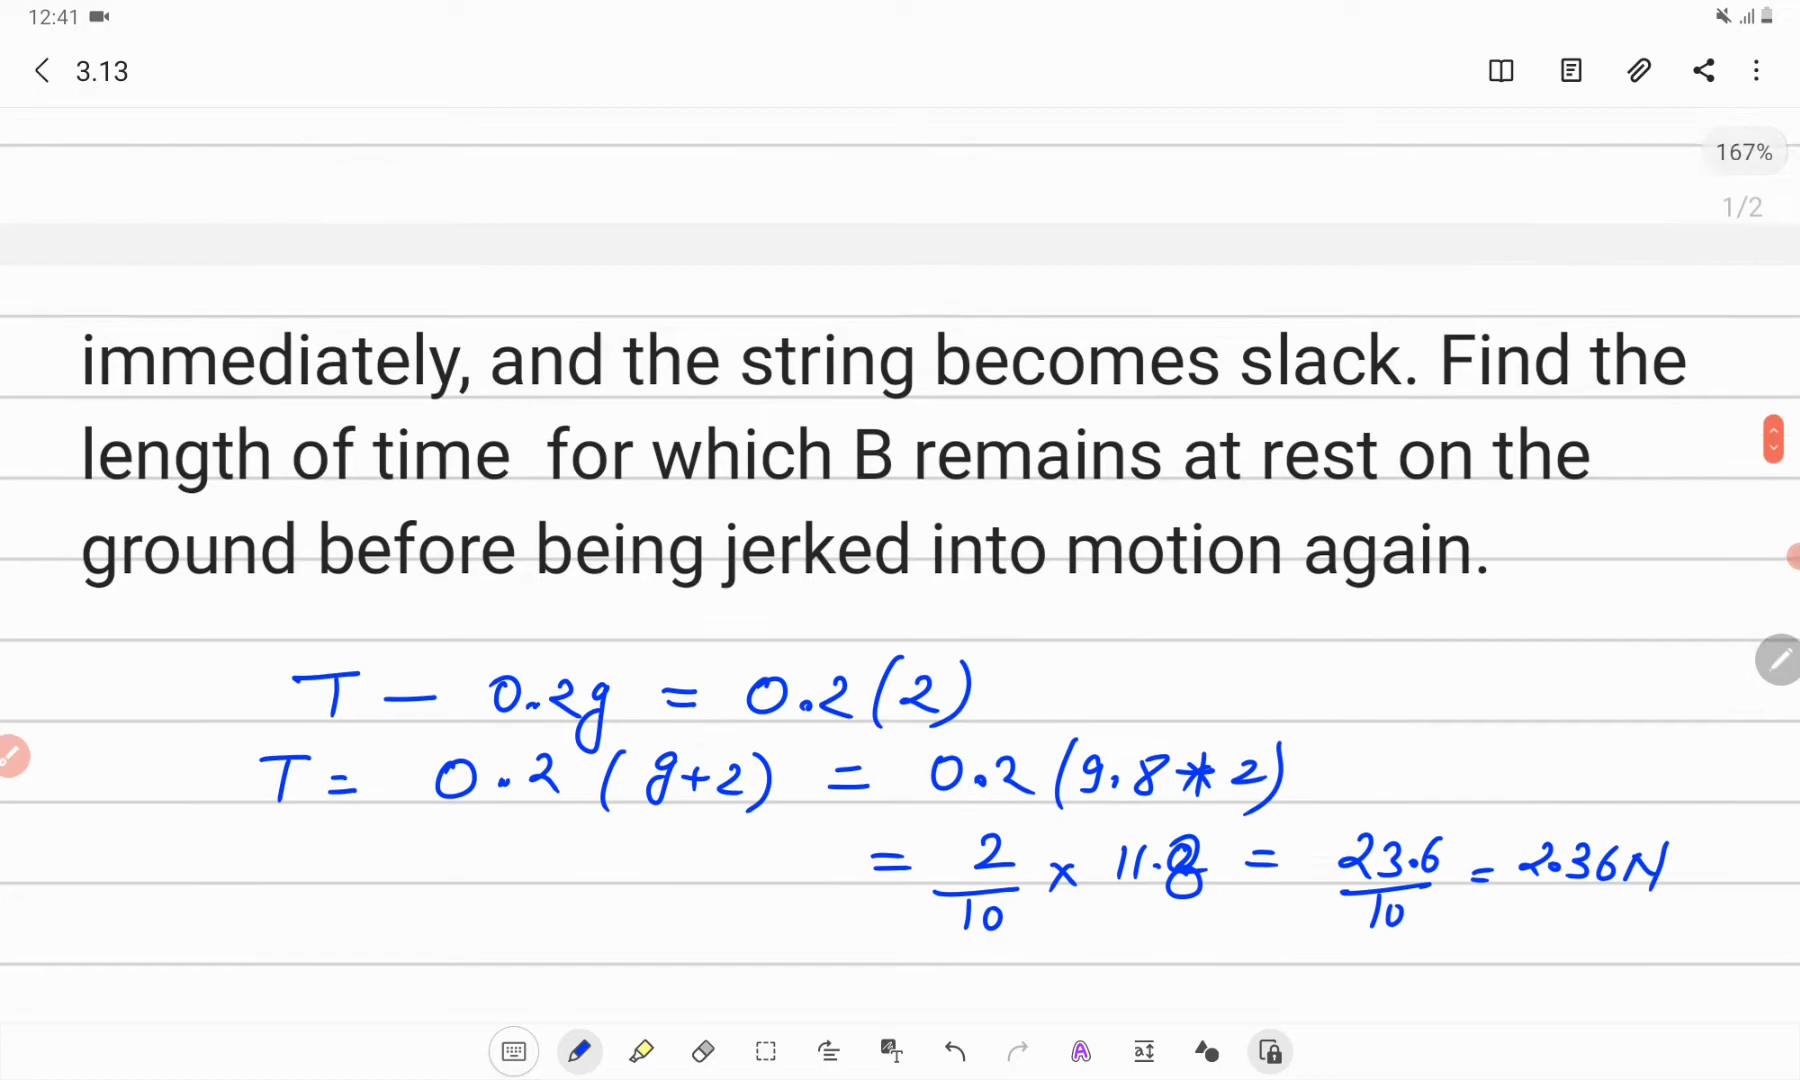 12:41
3.13
167%
1/2
immediately, and the string becomes slack. Find the
length of time for which B remains at rest on the
ground before being jerked into motion again.
T - 0.2g = 0.2(2)
T = 0.2 (g+2) = 0.2 (9.8*2)
= 2/10 x 11.8 = 23.6/10 = 2.36N